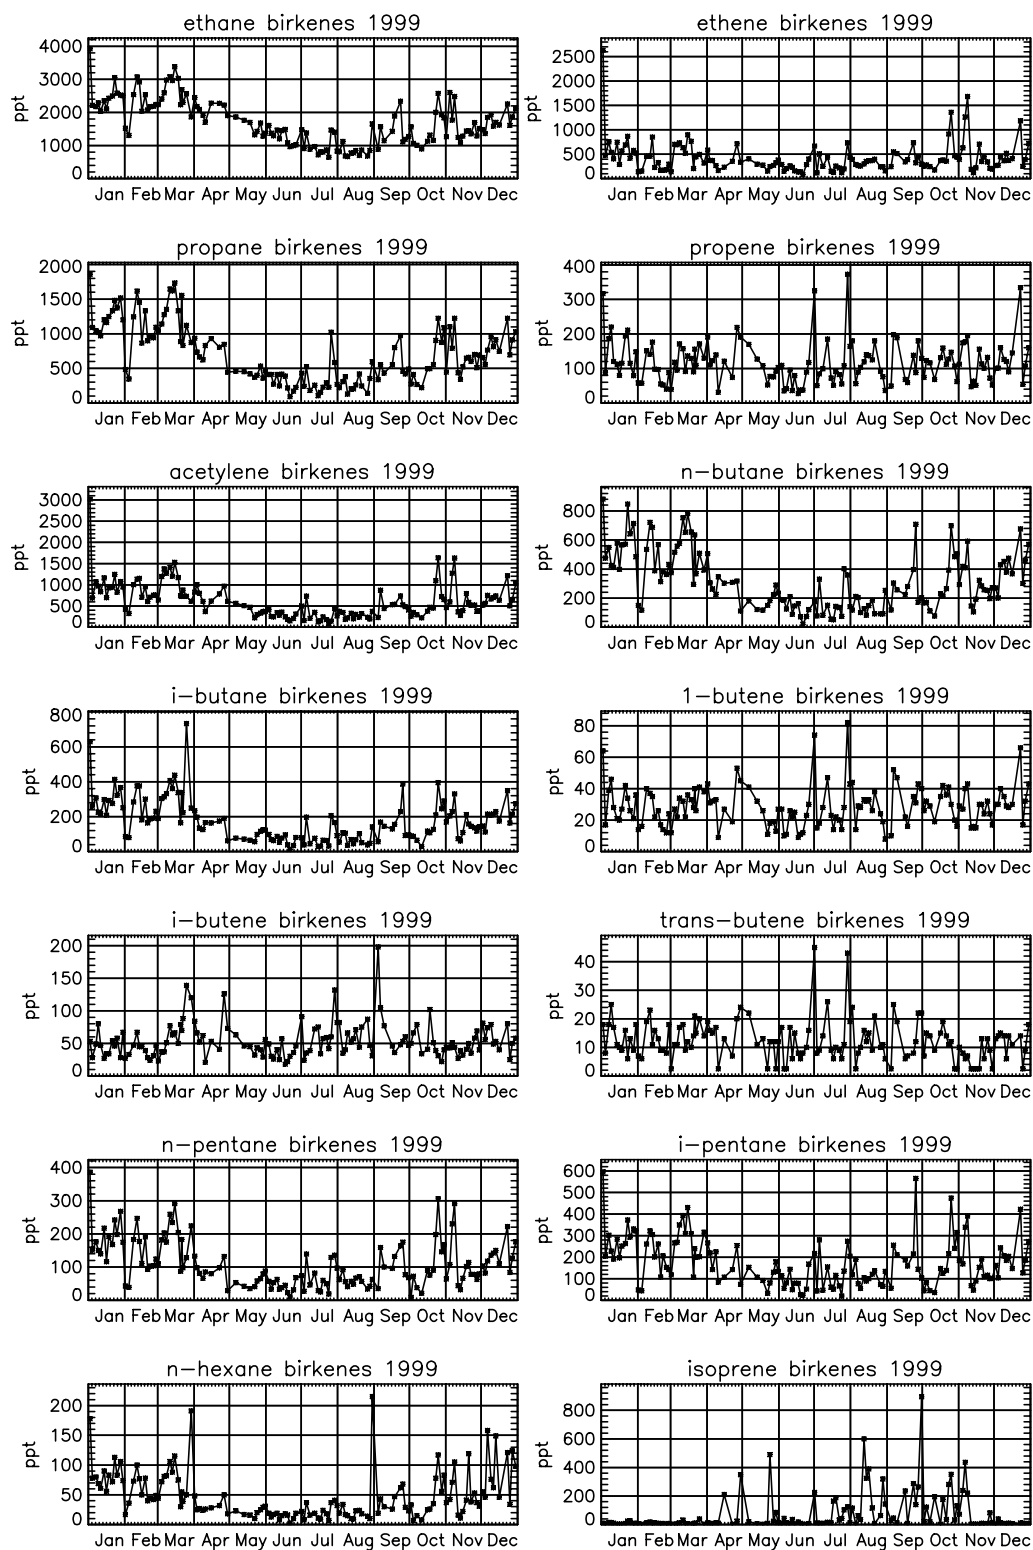 ethane birkenes 1999
4000
3000
2000
1000
0
ppt
Jan Feb Mar Apr May Jun Jul Aug Sep Oct Nov Dec
ethene birkenes 1999
2500
2000
1500
1000
500
0
ppt
Jan Feb Mar Apr May Jun Jul Aug Sep Oct Nov Dec
propane birkenes 1999
2000
1500
1000
500
0
ppt
Jan Feb Mar Apr May Jun Jul Aug Sep Oct Nov Dec
propene birkenes 1999
400
300
200
100
0
ppt
Jan Feb Mar Apr May Jun Jul Aug Sep Oct Nov Dec
acetylene birkenes 1999
3000
2500
2000
1500
1000
500
0
ppt
Jan Feb Mar Apr May Jun Jul Aug Sep Oct Nov Dec
n-butane birkenes 1999
800
600
400
200
0
ppt
Jan Feb Mar Apr May Jun Jul Aug Sep Oct Nov Dec
i-butane birkenes 1999
800
600
400
200
0
ppt
Jan Feb Mar Apr May Jun Jul Aug Sep Oct Nov Dec
1-butene birkenes 1999
80
60
40
20
0
ppt
Jan Feb Mar Apr May Jun Jul Aug Sep Oct Nov Dec
i-butene birkenes 1999
200
150
100
50
0
ppt
Jan Feb Mar Apr May Jun Jul Aug Sep Oct Nov Dec
trans-butene birkenes 1999
40
30
20
10
0
ppt
Jan Feb Mar Apr May Jun Jul Aug Sep Oct Nov Dec
n-pentane birkenes 1999
400
300
200
100
0
ppt
Jan Feb Mar Apr May Jun Jul Aug Sep Oct Nov Dec
i-pentane birkenes 1999
600
500
400
300
200
100
0
ppt
Jan Feb Mar Apr May Jun Jul Aug Sep Oct Nov Dec
n-hexane birkenes 1999
200
150
100
50
0
ppt
Jan Feb Mar Apr May Jun Jul Aug Sep Oct Nov Dec
isoprene birkenes 1999
800
600
400
200
0
ppt
Jan Feb Mar Apr May Jun Jul Aug Sep Oct Nov Dec